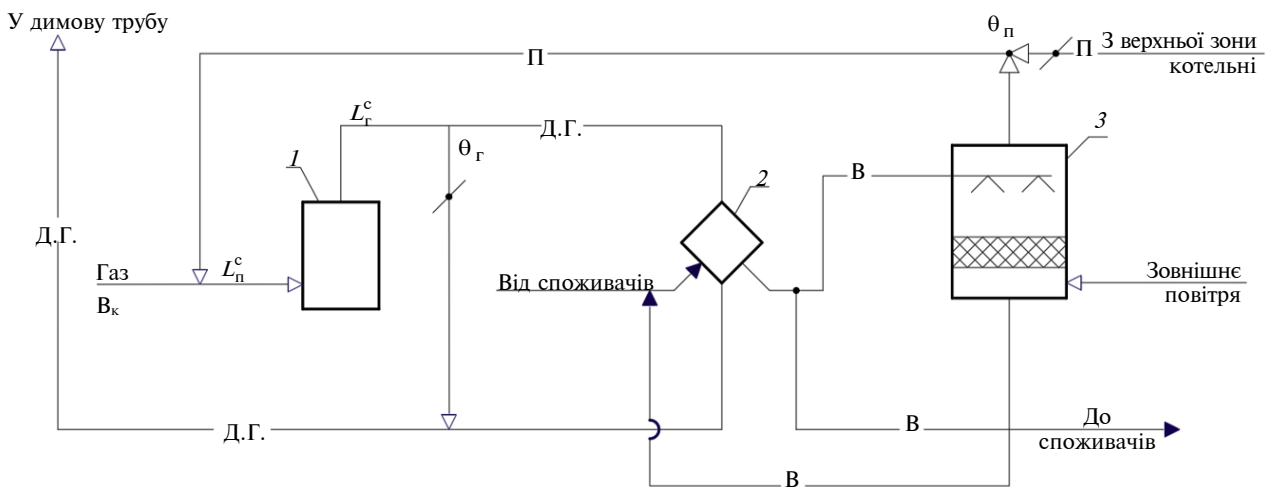 У димову трубу
θп
П
П
З верхньої зони
котельні
Lгс
Д.Г.
3
1
θг
2
В
Д.Г.
Газ
Lпс
Вк
Від споживачів
Зовнішнє
повітря
Д.Г.
В
До
споживачів
В